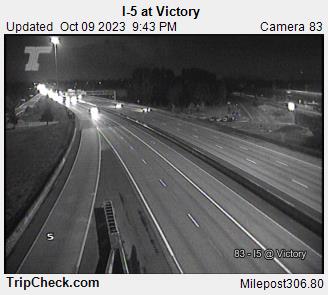 I-5 at Victory
Updated Oct 09 2023 9:43 PM Camera 83
T
S
83 - I5 @ Victory
TripCheck.com Milepost306.80